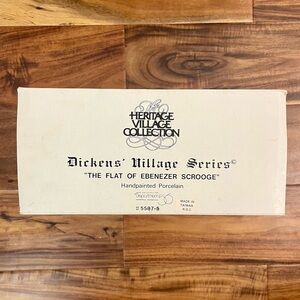 The
HERITAGE
VILLAGE
COLLECTION
Dickens' Village Series©
"THE FLAT OF EBENEZER SCROOGE"
Handpainted Porcelain
Department 56
# 5587-5
MADE IN
TAIWAN
R.O.C.